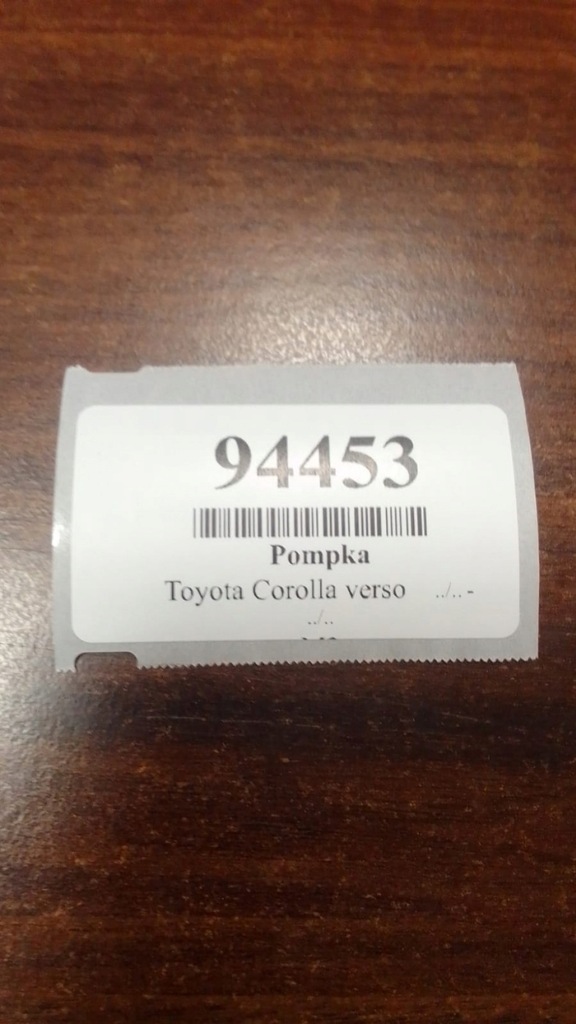 94453
Pompka
Toyota Corolla verso ../.. -
../..